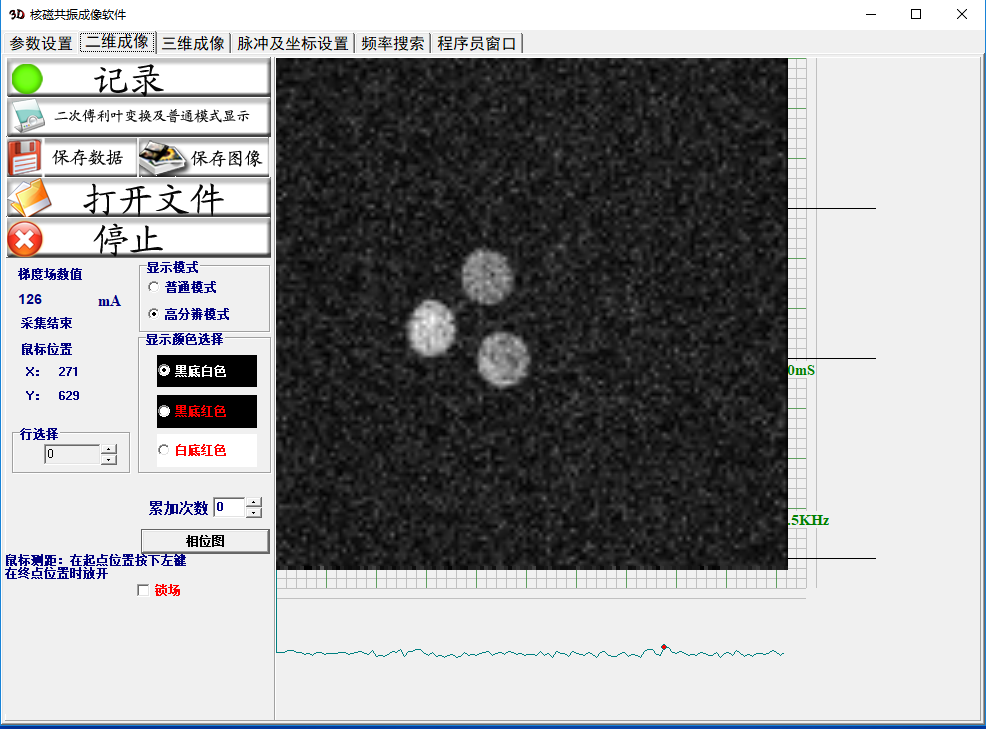 3D 核磁共振成像软件
参数设置 二维成像 三维成像 脉冲及坐标设置 频率搜索 程序员窗口
记录
二次傅利叶变换及普通模式显示
保存数据 保存图像
打开文件
停止
梯度场数值
126 mA
采集结束
鼠标位置
X: 271
Y: 629
显示模式
普通模式
高分辨模式
显示颜色选择
黑底白色
黑底红色
白底红色
行选择
0
累加次数 0
相位图
鼠标测距：在起点位置按下左键
在终点位置时放开
锁场
0mS
.5KHz